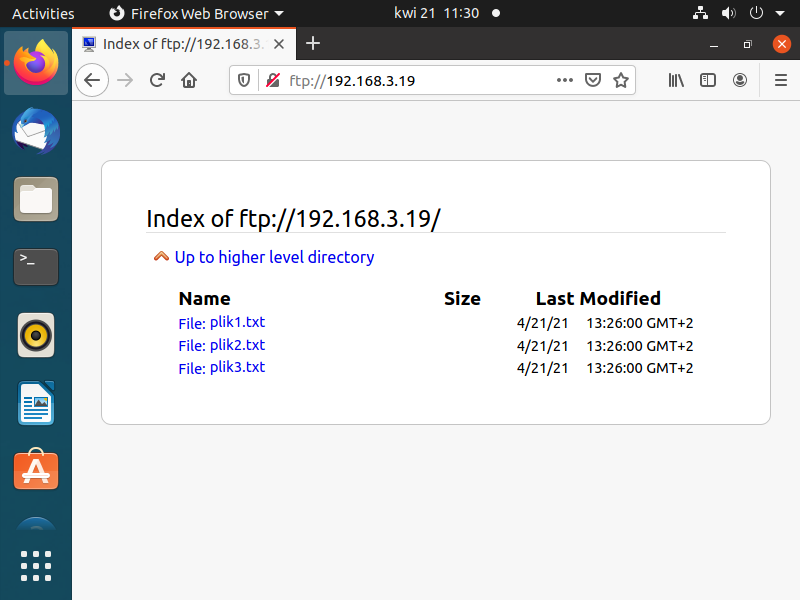 Activities Firefox Web Browser kwi 21 11:30
Index of ftp://192.168.3.
ftp://192.168.3.19
Index of ftp://192.168.3.19/
Up to higher level directory
Name Size Last Modified
File: plik1.txt 4/21/21 13:26:00 GMT+2
File: plik2.txt 4/21/21 13:26:00 GMT+2
File: plik3.txt 4/21/21 13:26:00 GMT+2